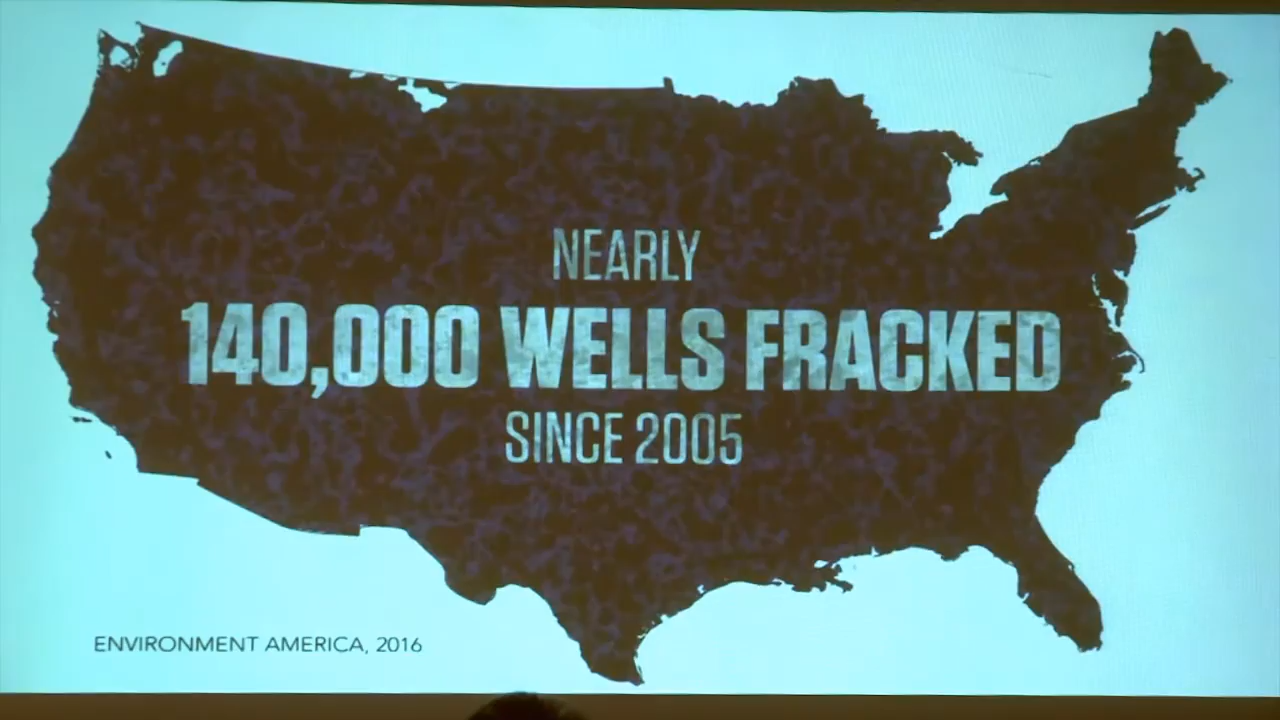 NEARLY
140,000 WELLS FRACKED
SINCE 2005
ENVIRONMENT AMERICA, 2016